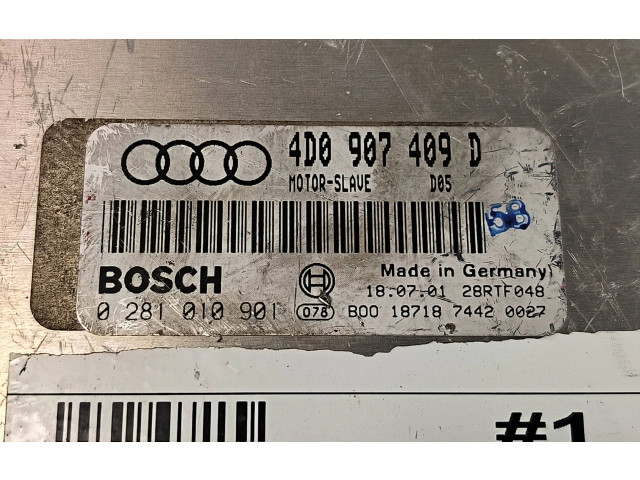 4D0 907 409 D
MOTOR-SLAVE D05
BOSCH
Made in Germany
18.07.01 28RTF048
0 281 010 901
078
B00 18718 7442 0027
#1